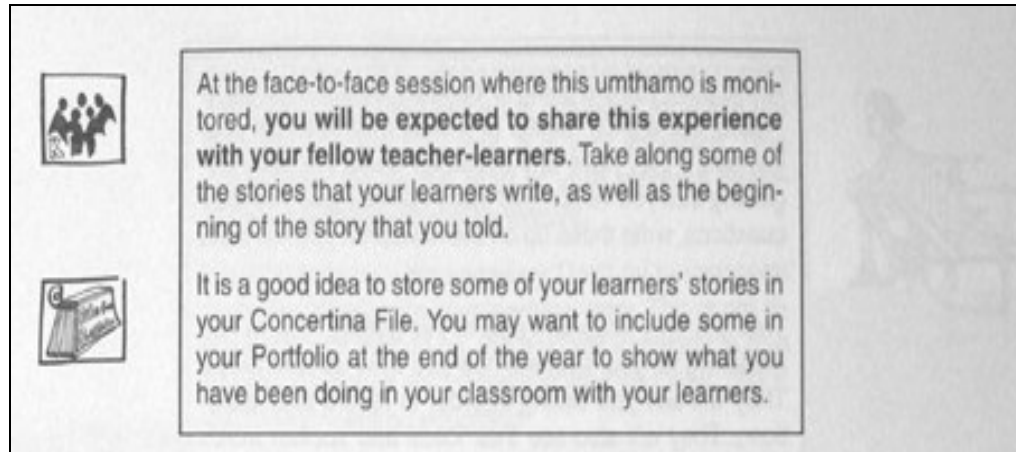 At the face-to-face session where this umthamo is moni-
tored, you will be expected to share this experience
with your fellow teacher-learners. Take along some of
the stories that your learners write, as well as the begin-
ning of the story that you told.
It is a good idea to store some of your learners' stories in
your Concertina File. You may want to include some in
your Portfolio at the end of the year to show what you
have been doing in your classroom with your learners.